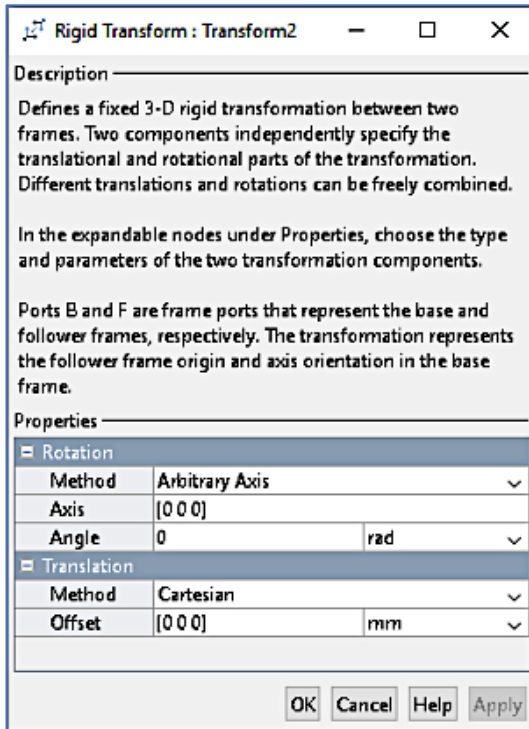 Rigid Transform : Transform2
Description
Defines a fixed 3-D rigid transformation between two
frames. Two components independently specify the
translational and rotational parts of the transformation.
Different translations and rotations can be freely combined.
In the expandable nodes under Properties, choose the type
and parameters of the two transformation components.
Ports B and F are frame ports that represent the base and
follower frames, respectively. The transformation represents
the follower frame origin and axis orientation in the base
frame.
Properties
Rotation
Method Arbitrary Axis
Axis [0 0 0]
Angle 0 rad
Translation
Method Cartesian
Offset [0 0 0] mm
OK Cancel Help Apply